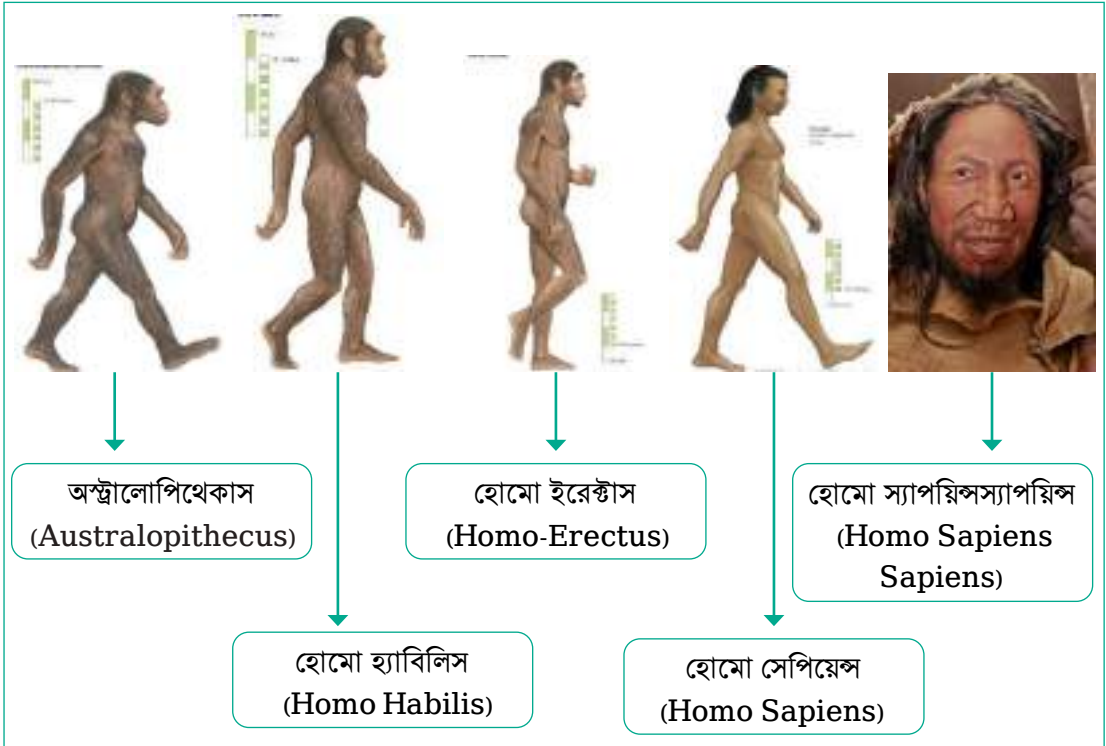 অস্ট্রালোপিথেকাস
(Australopithecus)
হোমো হ্যাবিলিস
(Homo Habilis)
হোমো ইরেক্টাস
(Homo-Erectus)
হোমো সেপিয়েন্স
(Homo Sapiens)
হোমো স্যাপয়িন্সস্যাপয়িন্স
(Homo Sapiens
Sapiens)